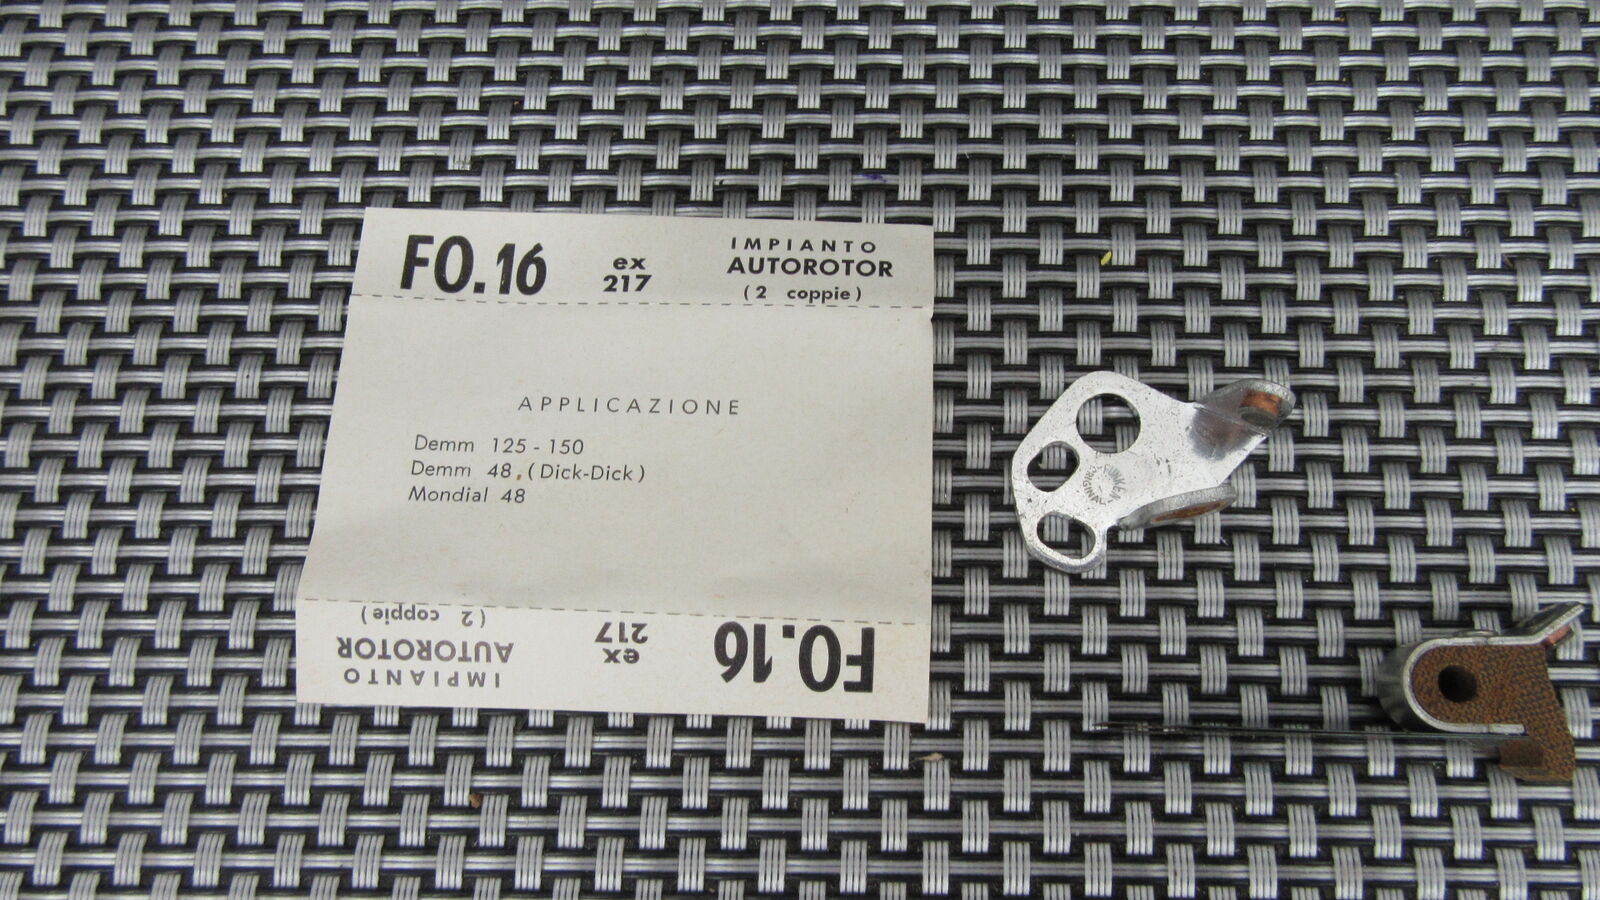 FO.16
ex
217
IMPIANTO
AUTOROTOR
(2 coppie)
APPLICAZIONE
Demm 125-150
Demm 48, (Dick-Dick)
Mondial 48
FO.16
ex
217
IMPIANTO
AUTOROTOR
(2 coppie)
ORIGINAL